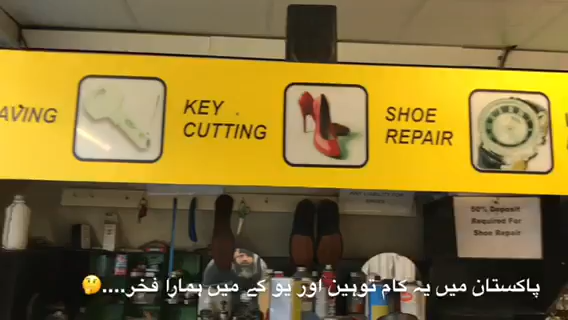 AVING
KEY
CUTTING
SHOE
REPAIR
50% Deposit
Required For
Shoe Repair
پاکستان میں یہ کام توہین اور یو کے میں ہمارا فخر....🤔